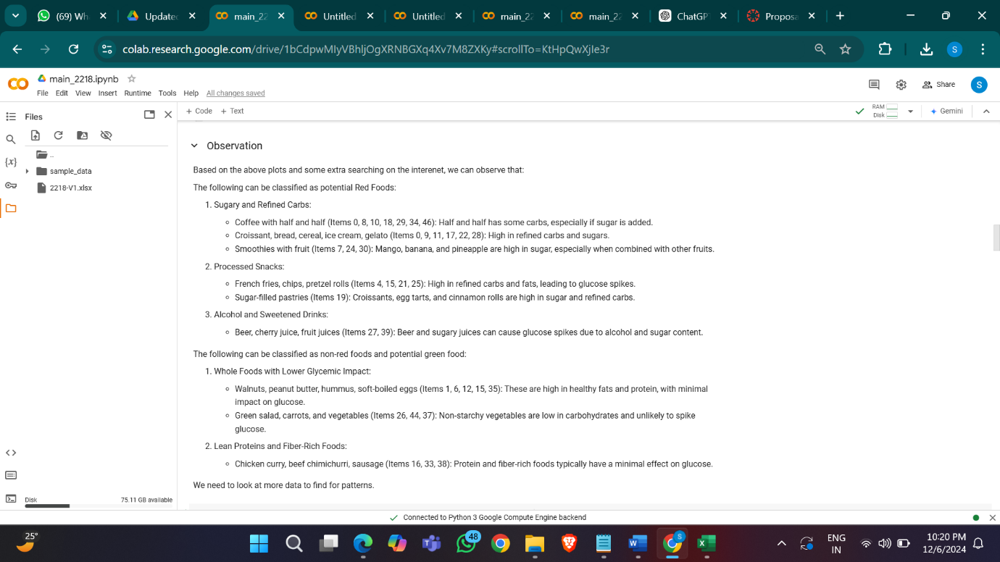 (69) Wh
Updated
main_22
Untitled
Untitled
main_22
main_22
ChatGP
Proposa
colab.research.google.com/drive/1bCdpwMIyVBhljOgXRNBGXq4Xv7M8ZXKy#scrollTo=KtHpQwXjIe3r
S
CO
main_2218.ipynb
File Edit View Insert Runtime Tools Help All changes saved
Share
S
Files
+ Code + Text
RAM
Disk
Gemini
{x}
..
sample_data
2218-V1.xlsx
Observation
Based on the above plots and some extra searching on the interenet, we can observe that:
The following can be classified as potential Red Foods:
1. Sugary and Refined Carbs:
Coffee with half and half (Items 0, 8, 10, 18, 29, 34, 46): Half and half has some carbs, especially if sugar is added.
Croissant, bread, cereal, ice cream, gelato (Items 0, 9, 11, 17, 22, 28): High in refined carbs and sugars.
Smoothies with fruit (Items 7, 24, 30): Mango, banana, and pineapple are high in sugar, especially when combined with other fruits.
2. Processed Snacks:
French fries, chips, pretzel rolls (Items 4, 15, 21, 25): High in refined carbs and fats, leading to glucose spikes.
Sugar-filled pastries (Items 19): Croissants, egg tarts, and cinnamon rolls are high in sugar and refined carbs.
3. Alcohol and Sweetened Drinks:
Beer, cherry juice, fruit juices (Items 27, 39): Beer and sugary juices can cause glucose spikes due to alcohol and sugar content.
The following can be classified as non-red foods and potential green food:
1. Whole Foods with Lower Glycemic Impact:
Walnuts, peanut butter, hummus, soft-boiled eggs (Items 1, 6, 12, 15, 35): These are high in healthy fats and protein, with minimal
impact on glucose.
Green salad, carrots, and vegetables (Items 26, 44, 37): Non-starchy vegetables are low in carbohydrates and unlikely to spike
glucose.
2. Lean Proteins and Fiber-Rich Foods:
Chicken curry, beef chimichurri, sausage (Items 16, 33, 38): Protein and fiber-rich foods typically have a minimal effect on glucose.
We need to look at more data to find for patterns.
Disk
75.11 GB available
Connected to Python 3 Google Compute Engine backend
25°
48
S
ENG
IN
10:20 PM
12/6/2024